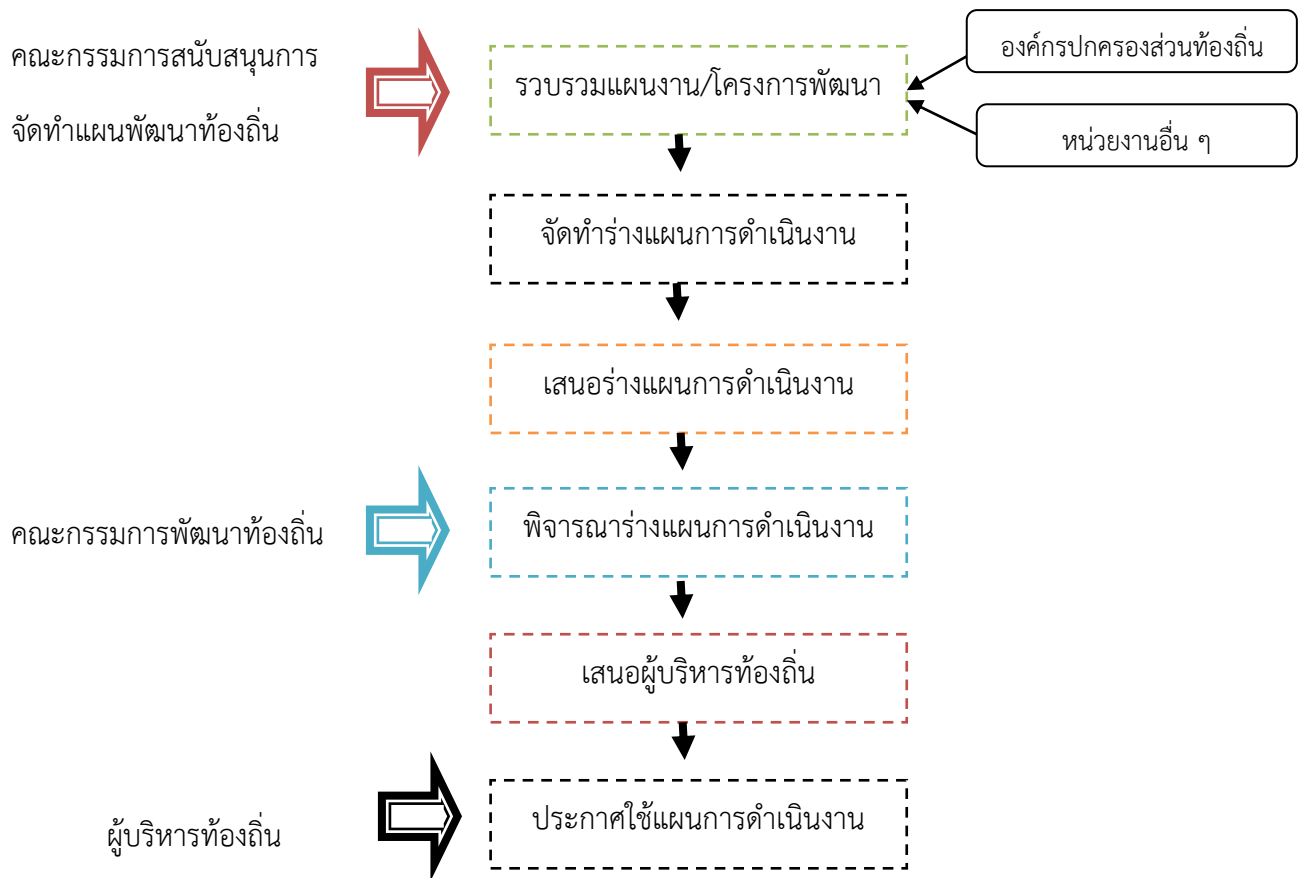 คณะกรรมการสนับสนุนการ
จัดทำแผนพัฒนาท้องถิ่น
รวบรวมแผนงาน/โครงการพัฒนา
องค์กรปกครองส่วนท้องถิ่น
หน่วยงานอื่น ๆ
จัดทำร่างแผนการดำเนินงาน
เสนอร่างแผนการดำเนินงาน
คณะกรรมการพัฒนาท้องถิ่น
พิจารณาร่างแผนการดำเนินงาน
เสนอผู้บริหารท้องถิ่น
ผู้บริหารท้องถิ่น
ประกาศใช้แผนการดำเนินงาน